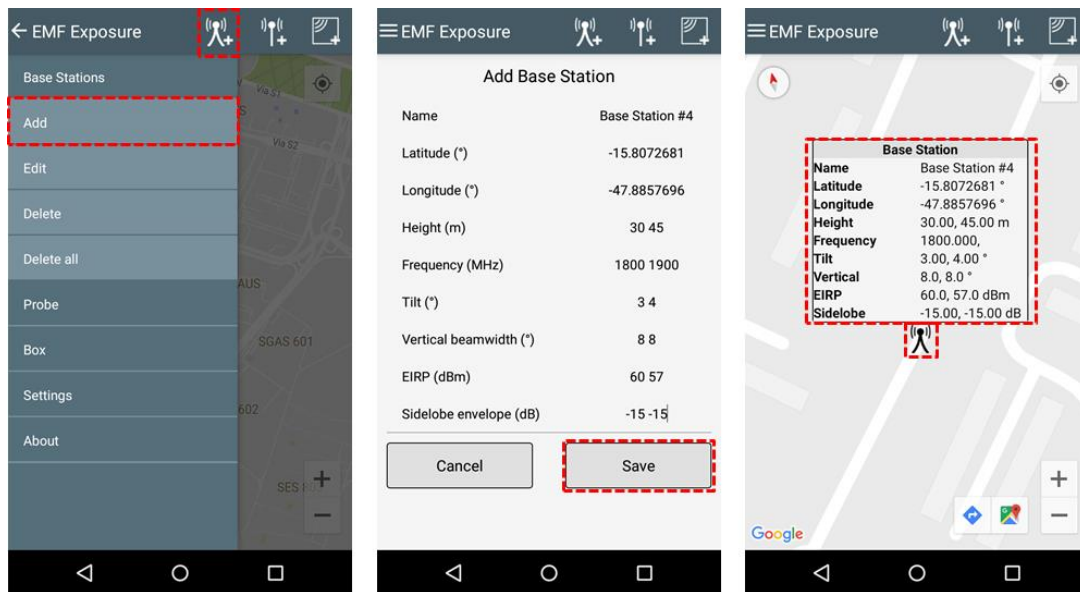 EMF Exposure
Base Stations
Add
Edit
Delete
Delete all
Probe
Box
Settings
About
Via S1
Via S2
SGAS 601
602
EMF Exposure
Add Base Station
Name Base Station #4
Latitude (°) -15.8072681
Longitude (°) -47.8857696
Height (m) 30 45
Frequency (MHz) 1800 1900
Tilt (°) 3 4
Vertical beamwidth (°) 8 8
EIRP (dBm) 60 57
Sidelobe envelope (dB) -15 -15
Cancel Save
EMF Exposure
Base Station
Name Base Station #4
Latitude -15.8072681 °
Longitude -47.8857696 °
Height 30.00, 45.00 m
Frequency 1800.000,
Tilt 3.00, 4.00 °
Vertical 8.0, 8.0 °
EIRP 60.0, 57.0 dBm
Sidelobe -15.00, -15.00 dB
Google